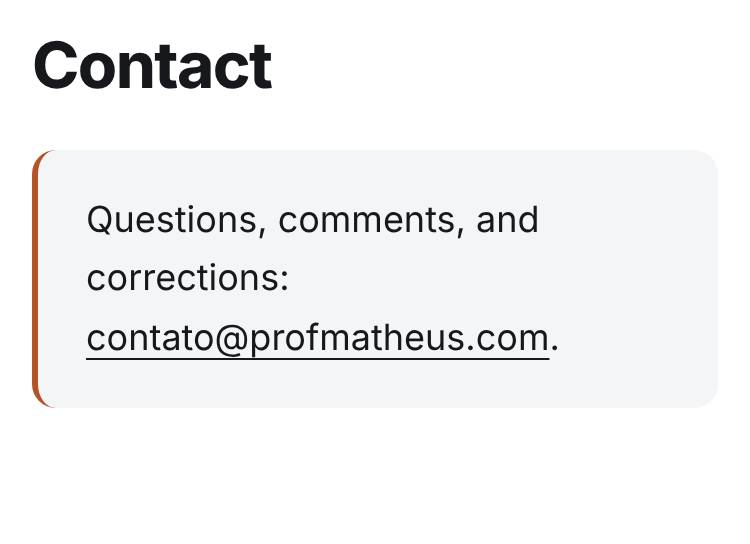 Contact
Questions, comments, and
corrections:
contato@profmatheus.com.